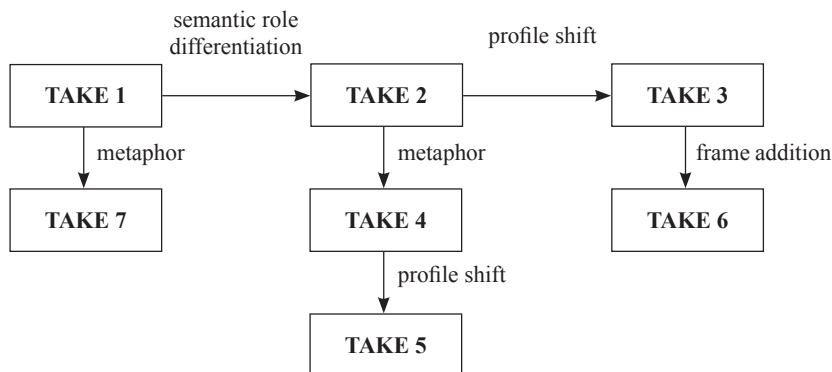 semantic role
differentiation
profile shift
TAKE 1
TAKE 2
TAKE 3
metaphor
metaphor
frame addition
TAKE 7
TAKE 4
TAKE 6
profile shift
TAKE 5